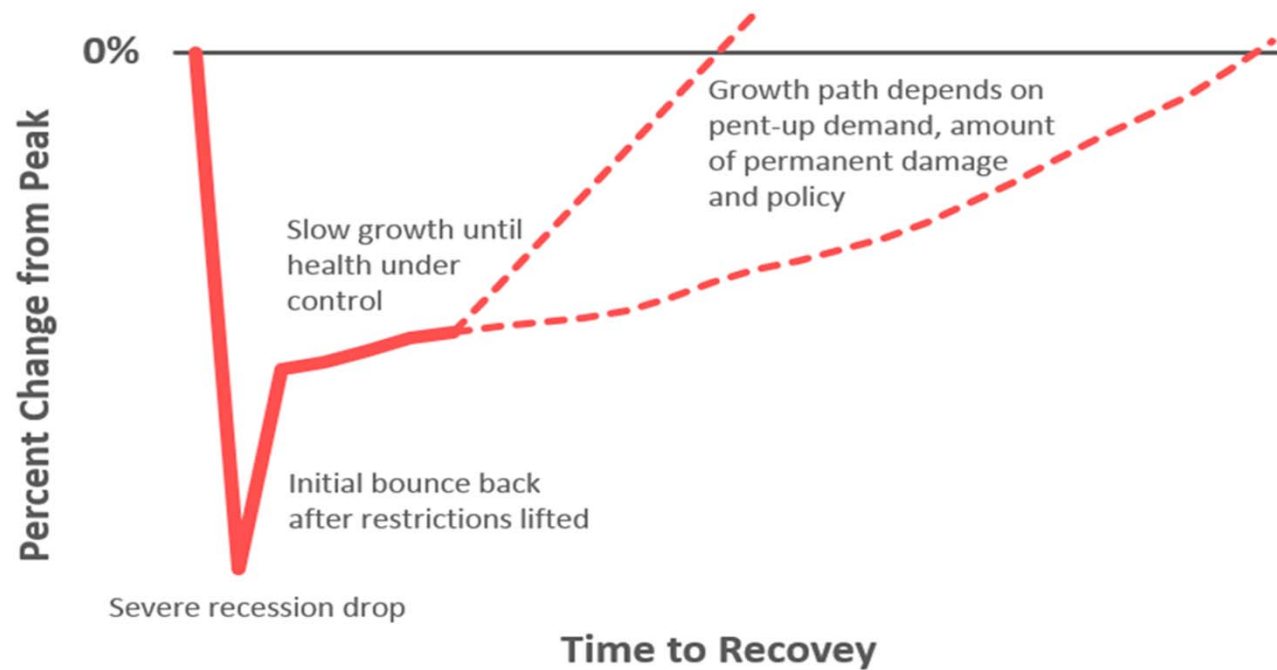 0%
Percent Change from Peak
Growth path depends on
pent-up demand, amount
of permanent damage
and policy
Slow growth until
health under
control
Initial bounce back
after restrictions lifted
Severe recession drop
Time to Recovey